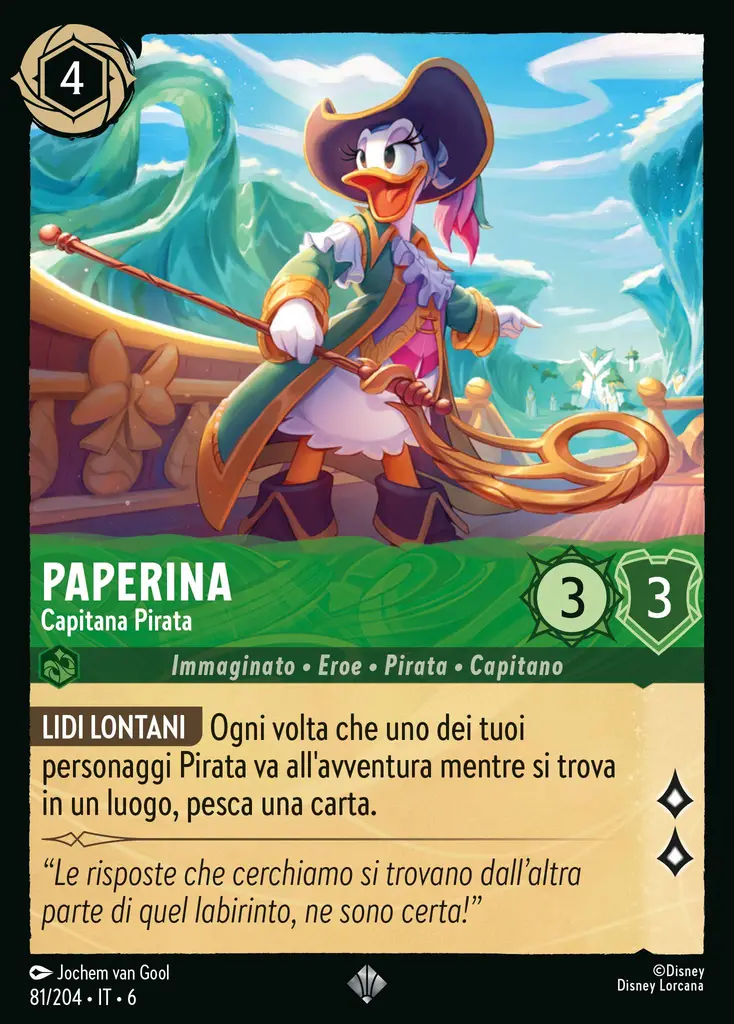 4
PAPERINA
Capitana Pirata
3
3
Immaginato • Eroe • Pirata • Capitano
LIDI LONTANI Ogni volta che uno dei tuoi
personaggi Pirata va all'avventura mentre si trova
in un luogo, pesca una carta.
“Le risposte che cerchiamo si trovano dall’altra
parte di quel labirinto, ne sono certa!”
Jochem van Gool
81/204 • IT • 6
©Disney
Disney Lorcana